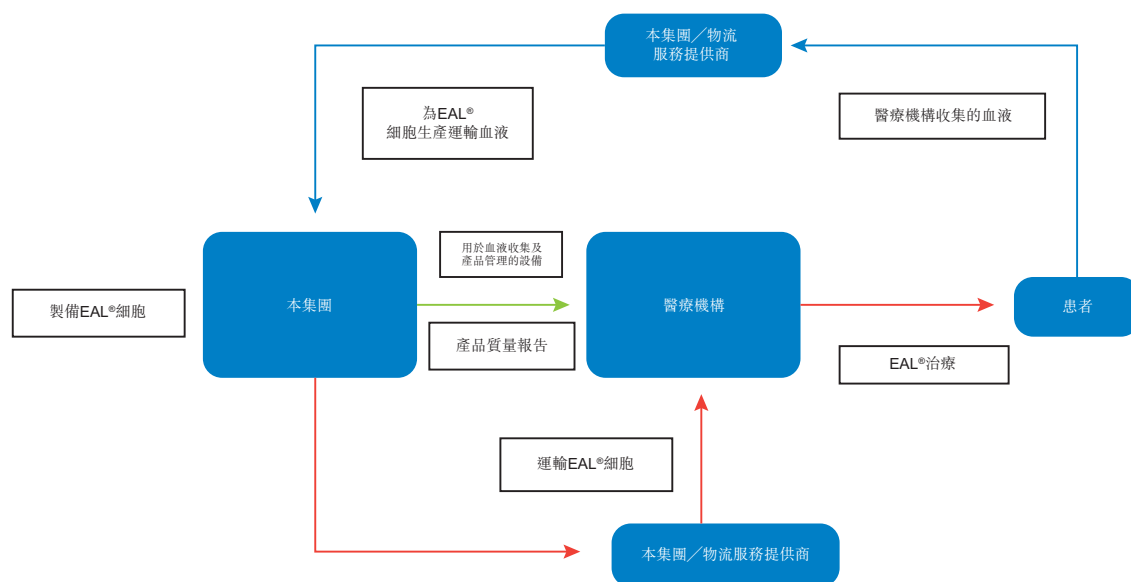 本集團／物流
服務提供商
為EAL®
細胞生產運輸血液
醫療機構收集的血液
用於血液收集及
產品管理的設備
製備EAL®細胞
本集團
醫療機構
患者
產品質量報告
EAL®治療
運輸EAL®細胞
本集團／物流服務提供商